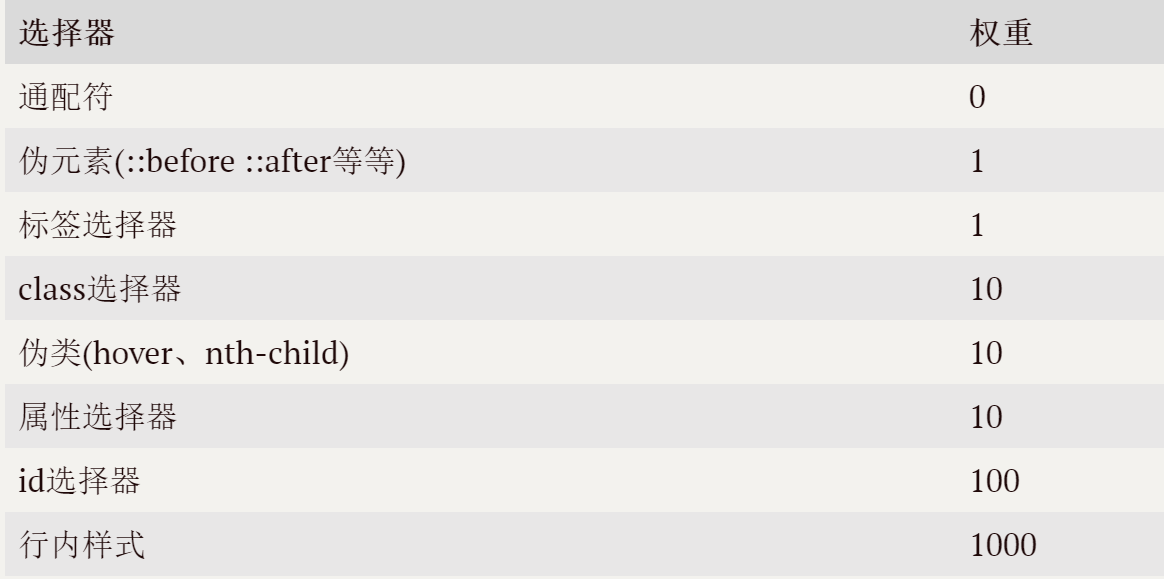 选择器 权重
通配符 0
伪元素(::before ::after等等) 1
标签选择器 1
class选择器 10
伪类(hover、nth-child) 10
属性选择器 10
id选择器 100
行内样式 1000